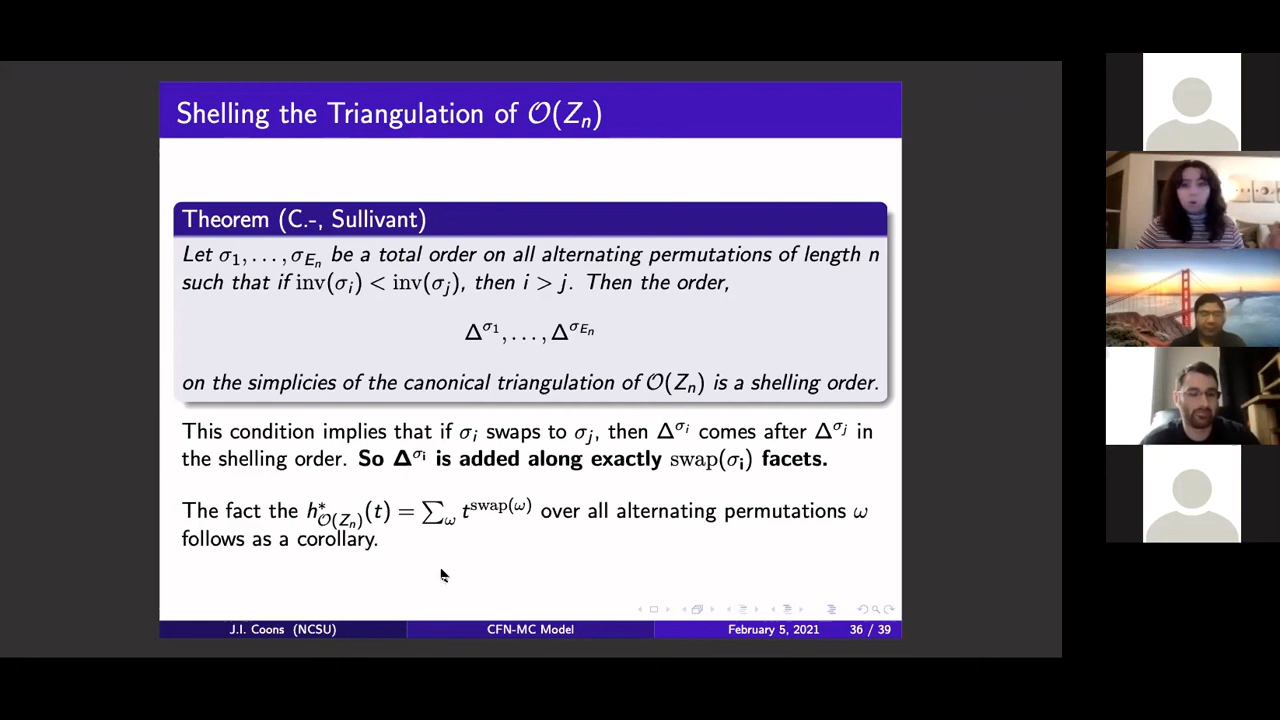 Shelling the Triangulation of 𝒪(Zₙ)
Theorem (C.-, Sullivant)
Let σ₁, . . . , σ_{Eₙ} be a total order on all alternating permutations of length n
such that if inv(σᵢ) < inv(σⱼ), then i > j. Then the order,
Δ^{σ₁}, . . . , Δ^{σ_{Eₙ}}
on the simplicies of the canonical triangulation of 𝒪(Zₙ) is a shelling order.
This condition implies that if σᵢ swaps to σⱼ, then Δ^{σᵢ} comes after Δ^{σⱼ} in
the shelling order. So Δ^{σᵢ} is added along exactly swap(σᵢ) facets.
The fact the h*_{𝒪(Zₙ)}(t) = ∑_ω t^{swap(ω)} over all alternating permutations ω
follows as a corollary.
J.I. Coons (NCSU) CFN-MC Model February 5, 2021 36 / 39